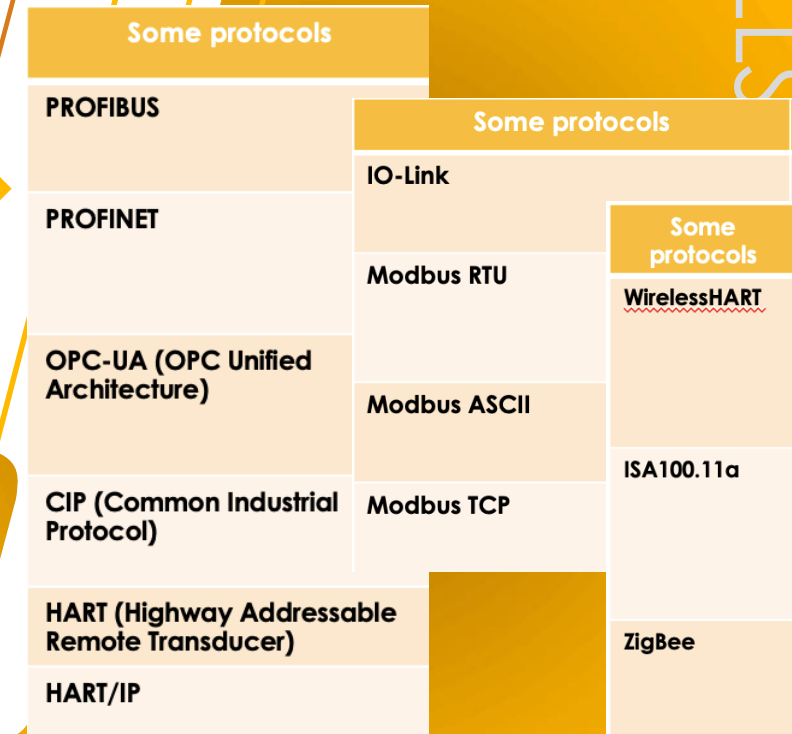 Some protocols
PROFIBUS
PROFINET
OPC-UA (OPC Unified
Architecture)
CIP (Common Industrial
Protocol)
HART (Highway Addressable
Remote Transducer)
HART/IP
Some protocols
IO-Link
Modbus RTU
Modbus ASCII
Modbus TCP
Some
protocols
WirelessHART
ISA100.11a
ZigBee